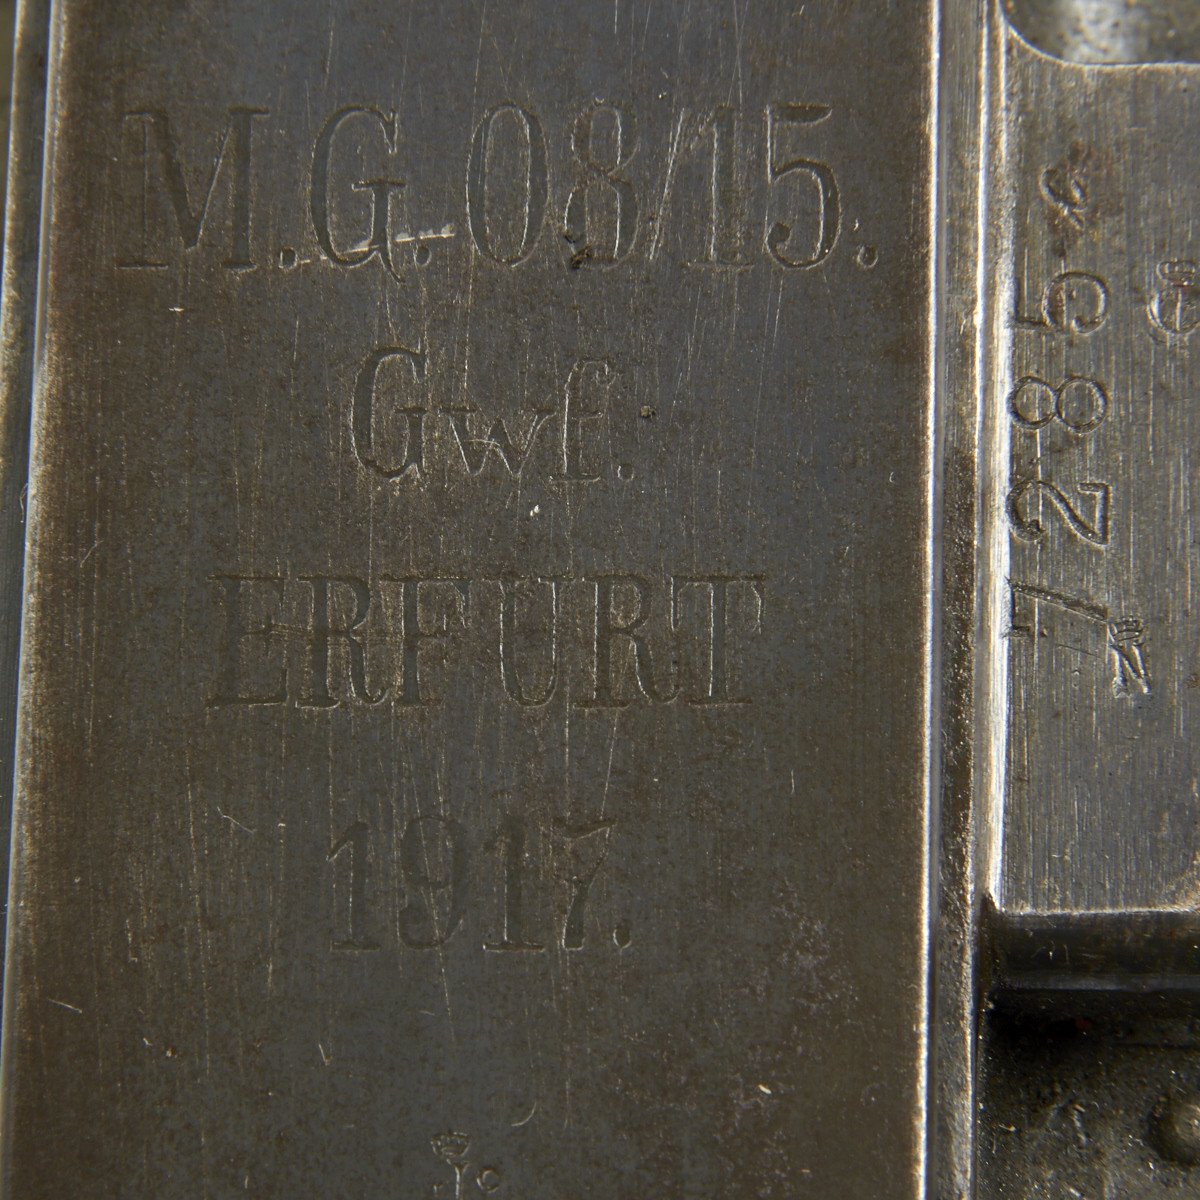 M.G. 08/15.
Gwf.
ERFURT
1917.
7285